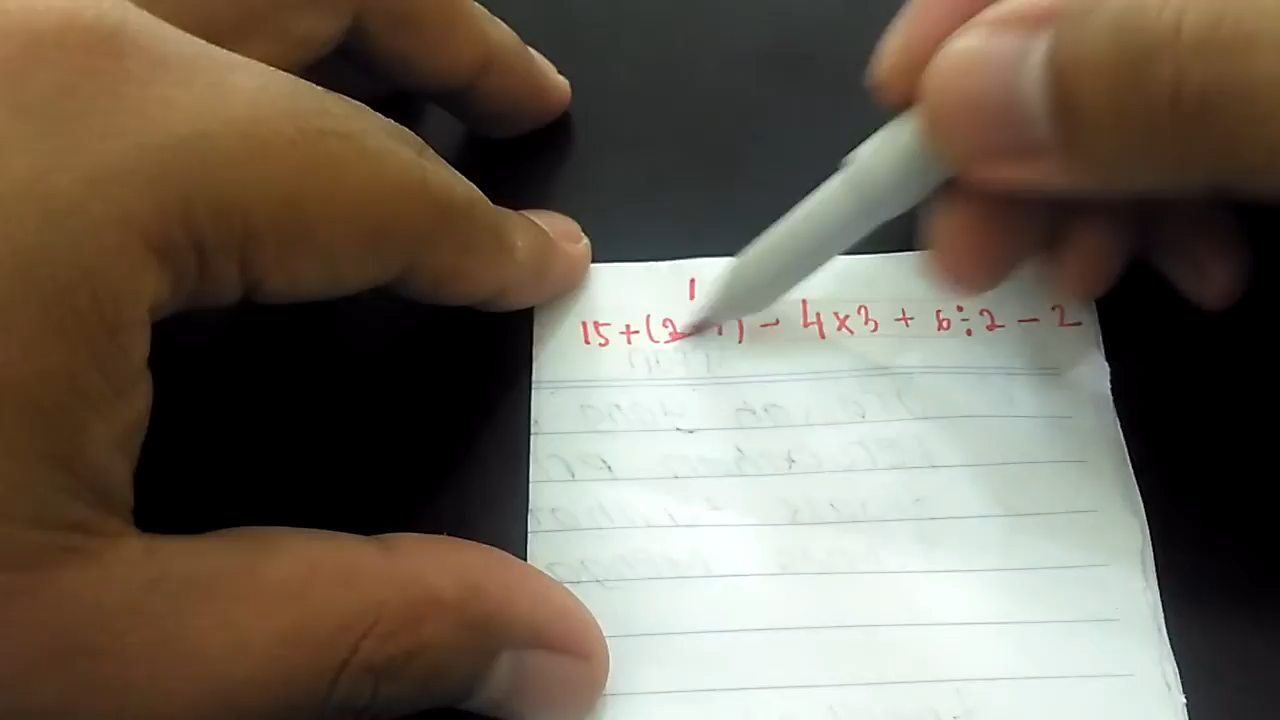 1
15+(2-1) - 4x3 + 6÷2 - 2